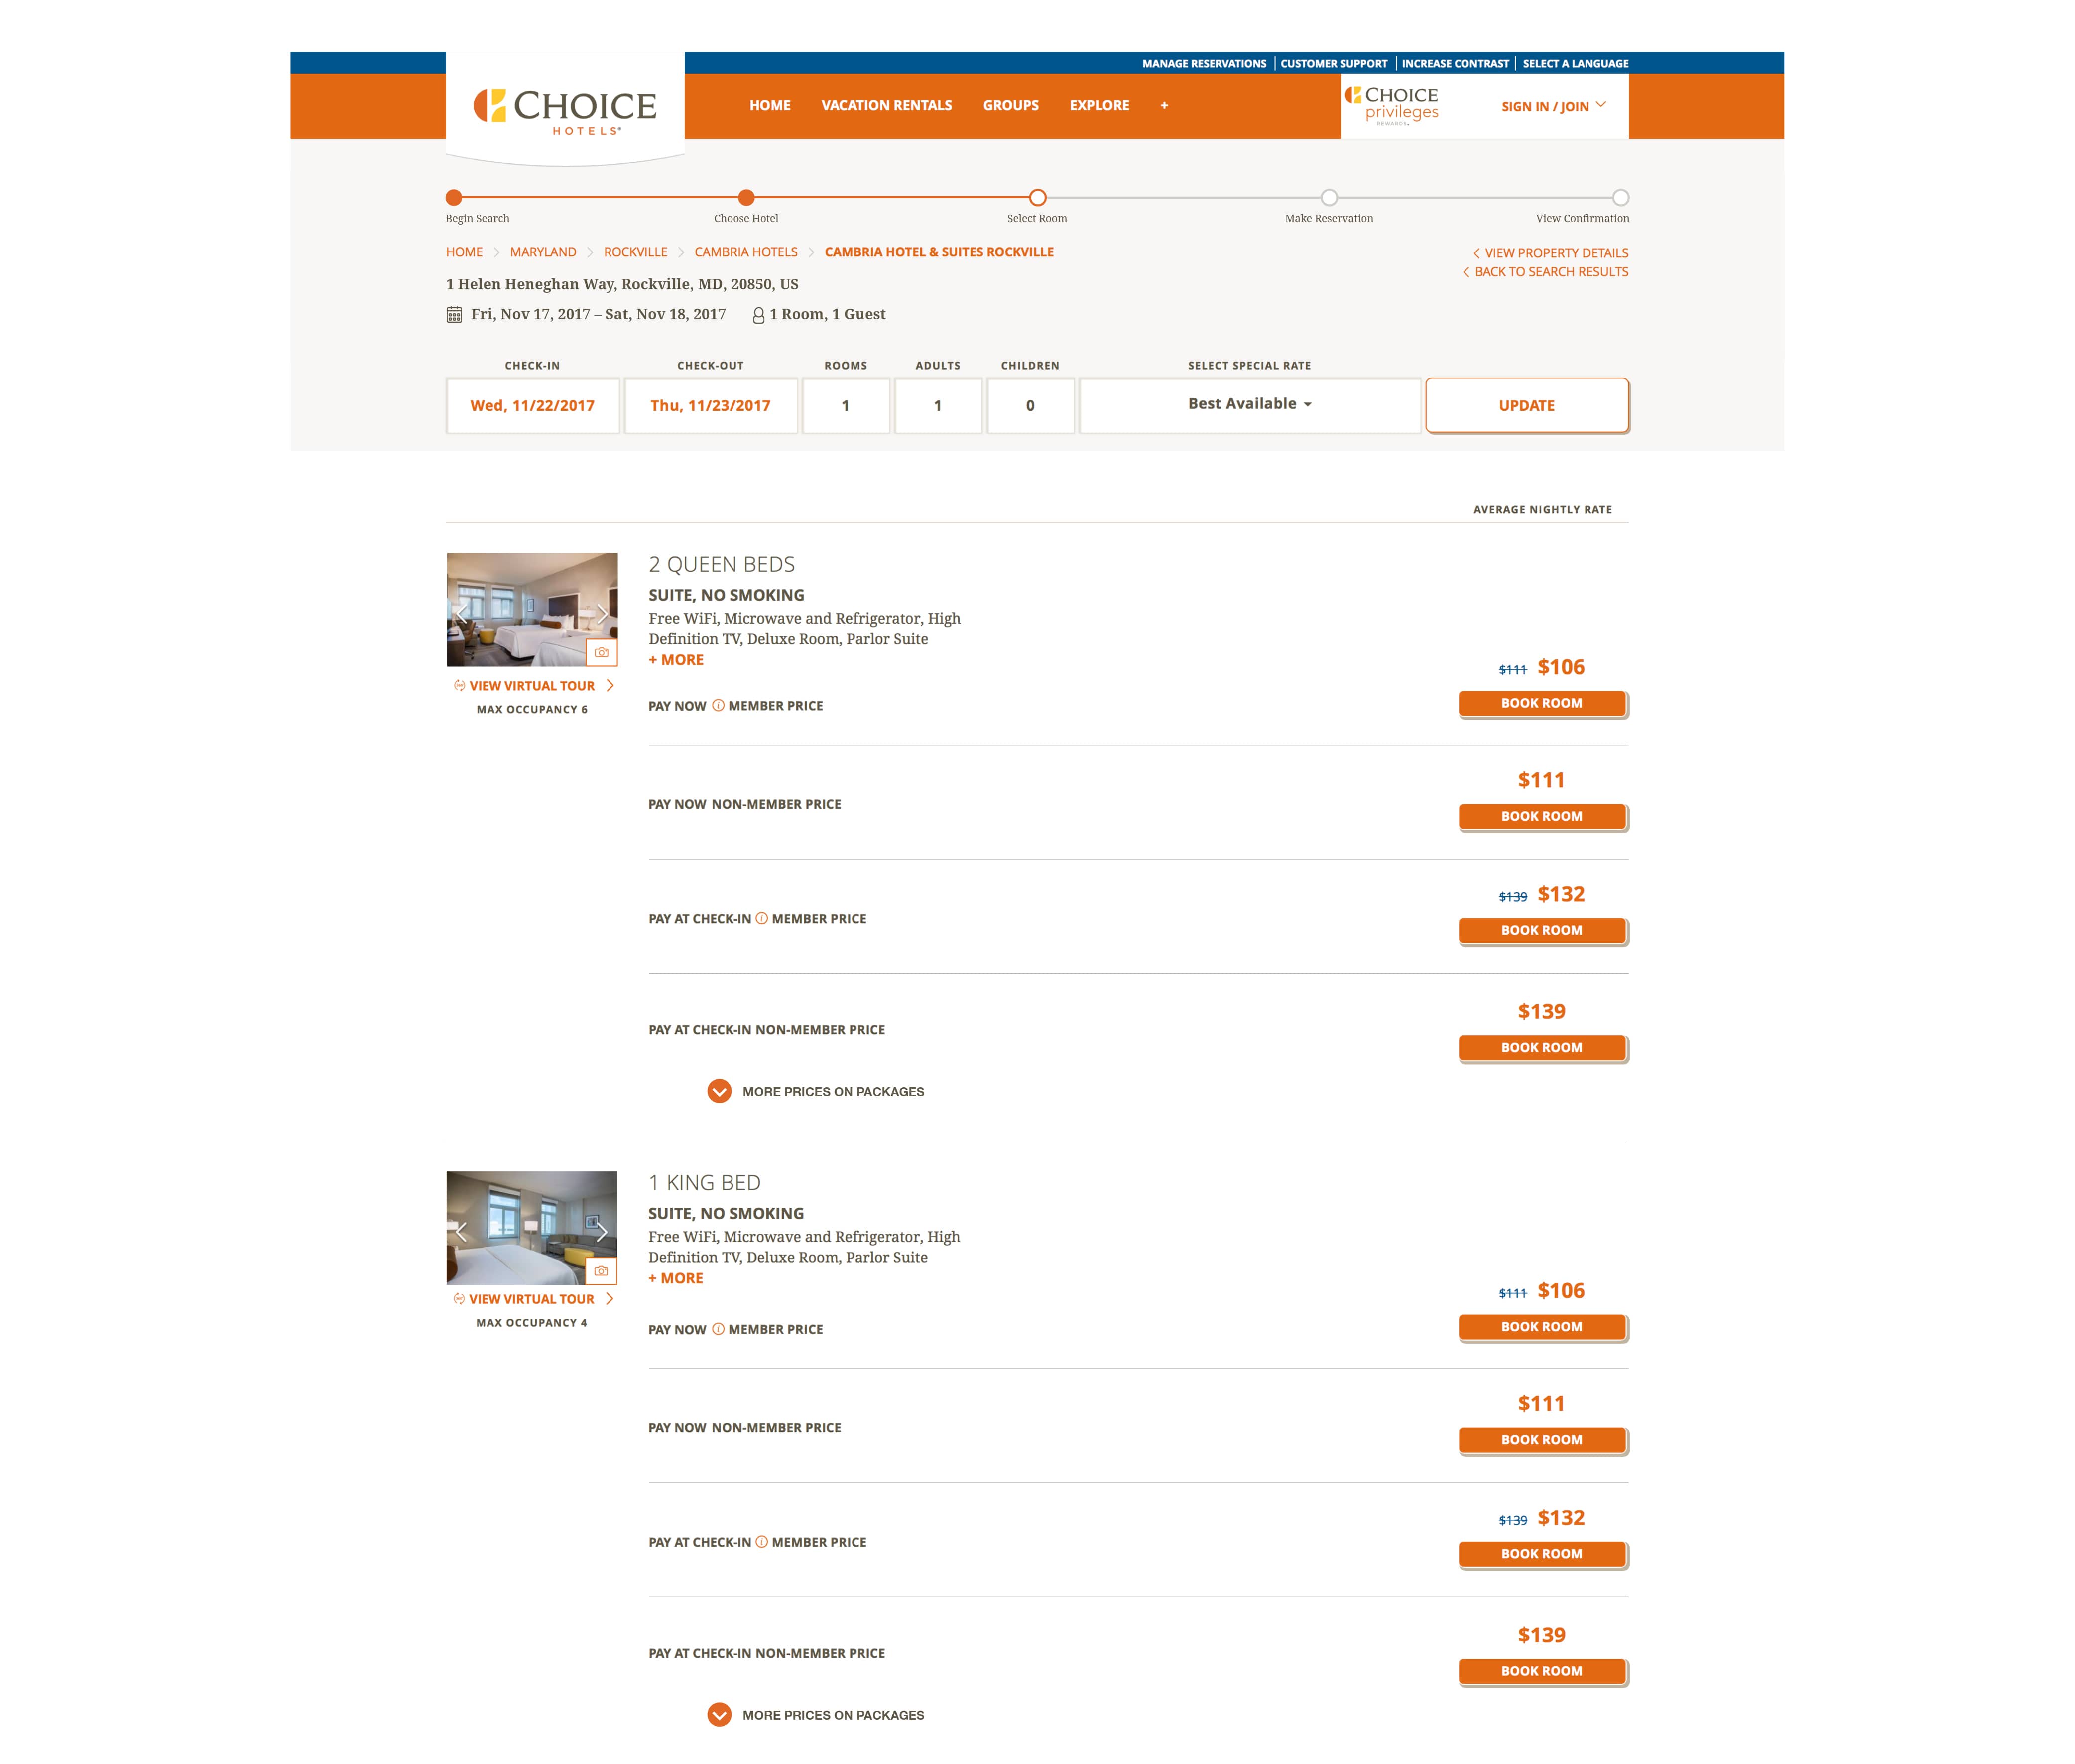 MANAGE RESERVATIONS | CUSTOMER SUPPORT | INCREASE CONTRAST | SELECT A LANGUAGE
CHOICE
HOTELS®
HOME VACATION RENTALS GROUPS EXPLORE +
CHOICE
privileges
REWARDS
SIGN IN / JOIN
Begin Search Choose Hotel Select Room Make Reservation View Confirmation
HOME > MARYLAND > ROCKVILLE > CAMBRIA HOTELS > CAMBRIA HOTEL & SUITES ROCKVILLE
< VIEW PROPERTY DETAILS
< BACK TO SEARCH RESULTS
1 Helen Heneghan Way, Rockville, MD, 20850, US
Fri, Nov 17, 2017 – Sat, Nov 18, 2017 1 Room, 1 Guest
CHECK-IN CHECK-OUT ROOMS ADULTS CHILDREN SELECT SPECIAL RATE
Wed, 11/22/2017 Thu, 11/23/2017 1 1 0 Best Available UPDATE
AVERAGE NIGHTLY RATE
2 QUEEN BEDS
SUITE, NO SMOKING
Free WiFi, Microwave and Refrigerator, High
Definition TV, Deluxe Room, Parlor Suite
+ MORE
VIEW VIRTUAL TOUR >
MAX OCCUPANCY 6
$111 $106
PAY NOW MEMBER PRICE BOOK ROOM
$111
PAY NOW NON-MEMBER PRICE BOOK ROOM
$139 $132
PAY AT CHECK-IN MEMBER PRICE BOOK ROOM
$139
PAY AT CHECK-IN NON-MEMBER PRICE BOOK ROOM
MORE PRICES ON PACKAGES
1 KING BED
SUITE, NO SMOKING
Free WiFi, Microwave and Refrigerator, High
Definition TV, Deluxe Room, Parlor Suite
+ MORE
VIEW VIRTUAL TOUR >
MAX OCCUPANCY 4
$111 $106
PAY NOW MEMBER PRICE BOOK ROOM
$111
PAY NOW NON-MEMBER PRICE BOOK ROOM
$139 $132
PAY AT CHECK-IN MEMBER PRICE BOOK ROOM
$139
PAY AT CHECK-IN NON-MEMBER PRICE BOOK ROOM
MORE PRICES ON PACKAGES